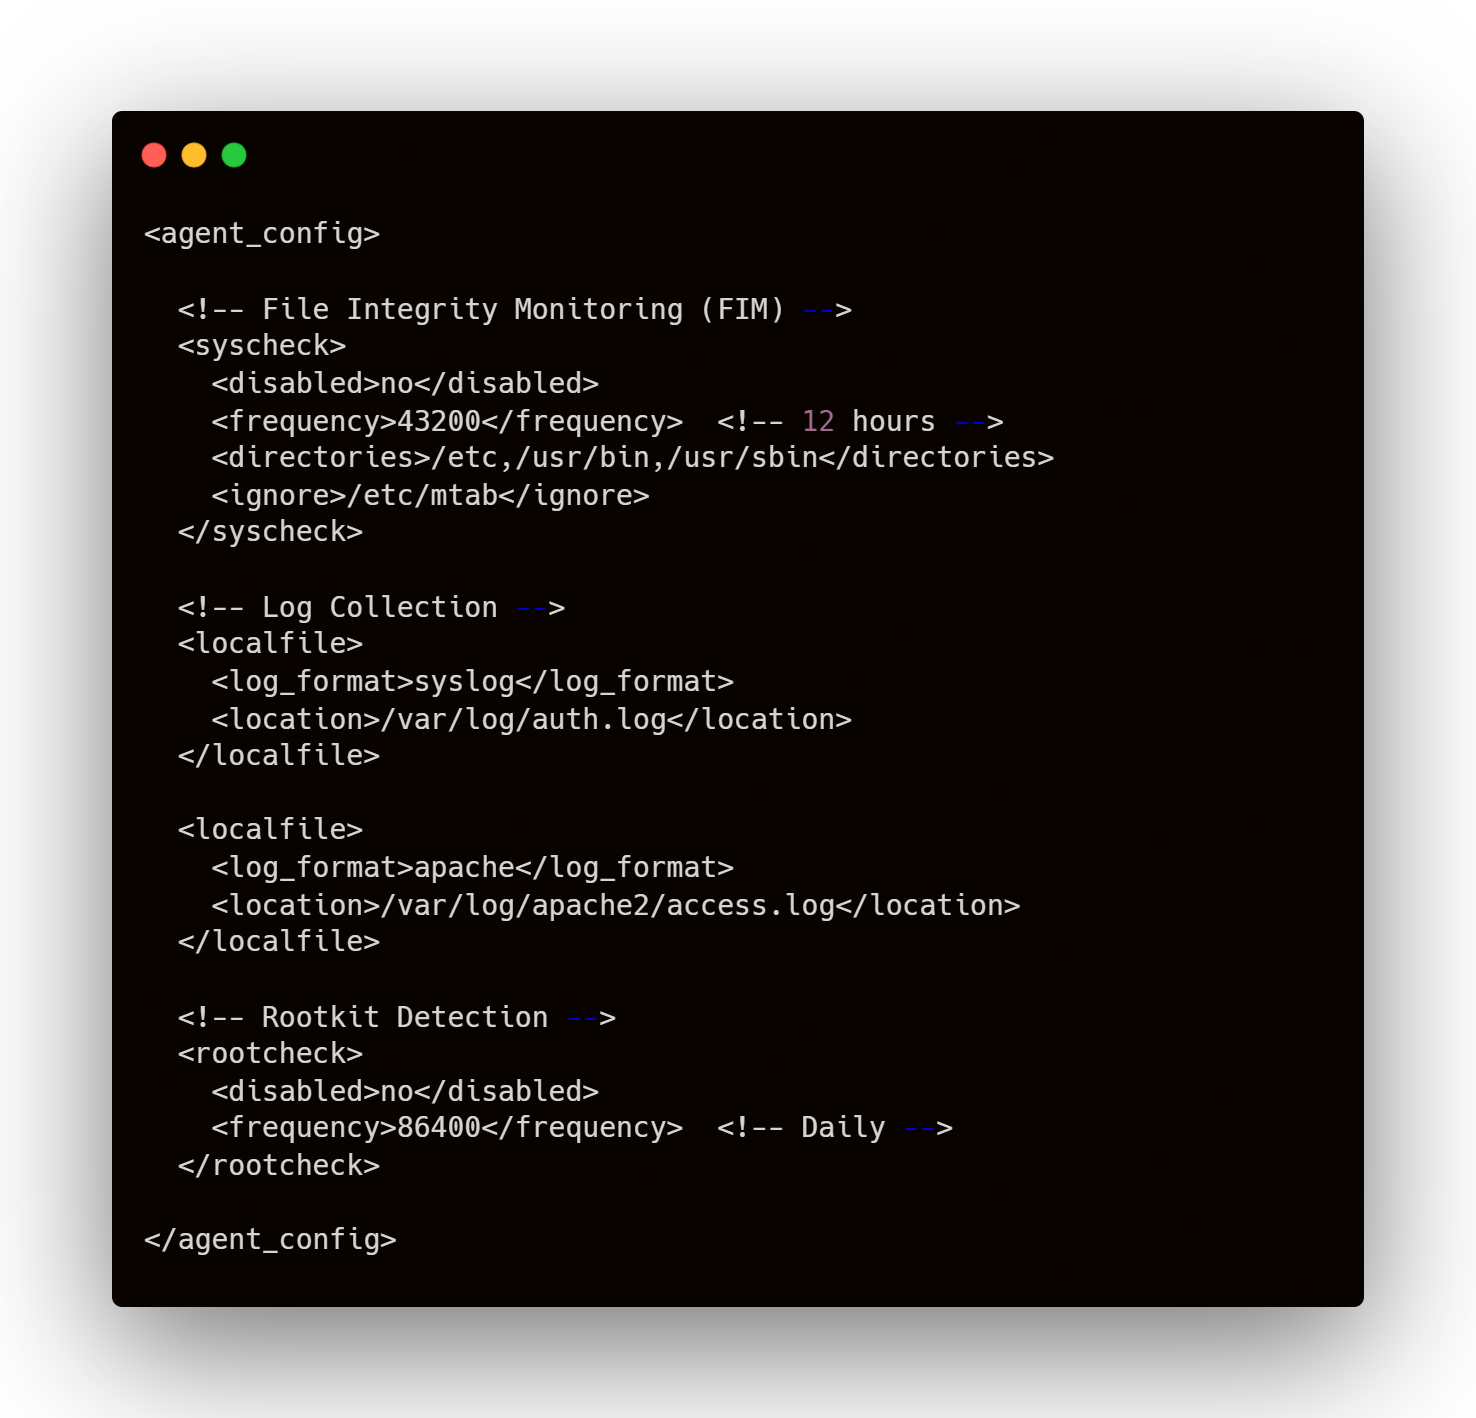 <agent_config>

  <!-- File Integrity Monitoring (FIM) -->
  <syscheck>
    <disabled>no</disabled>
    <frequency>43200</frequency>  <!-- 12 hours -->
    <directories>/etc,/usr/bin,/usr/sbin</directories>
    <ignore>/etc/mtab</ignore>
  </syscheck>

  <!-- Log Collection -->
  <localfile>
    <log_format>syslog</log_format>
    <location>/var/log/auth.log</location>
  </localfile>

  <localfile>
    <log_format>apache</log_format>
    <location>/var/log/apache2/access.log</location>
  </localfile>

  <!-- Rootkit Detection -->
  <rootcheck>
    <disabled>no</disabled>
    <frequency>86400</frequency>  <!-- Daily -->
  </rootcheck>

</agent_config>